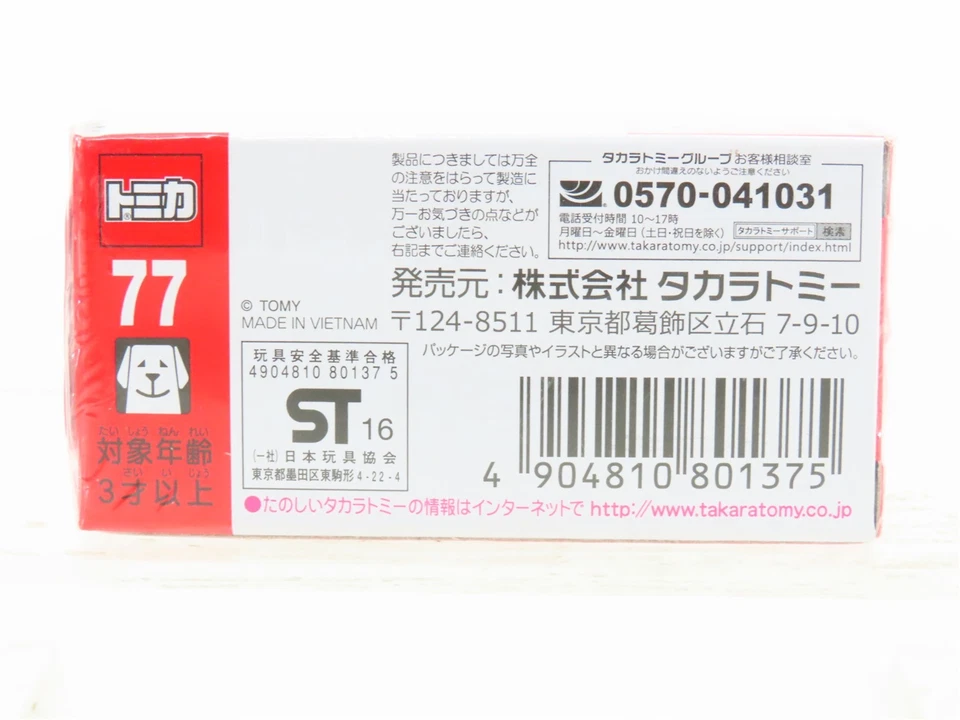 トミカ
®
77
たい しょう ねん れい
対象年齢
さい い じょう
3才以上
© TOMY
MADE IN VIETNAM
製品につきましては万全
の注意をはらって製造に
当たっておりますが、
万一お気づきの点などが
ございましたら、
右記までご連絡ください。
タカラトミーグループ お客様相談室
おかけ間違えのないようご注意ください
0570-041031
電話受付時間 10〜17時
月曜日〜金曜日（土日・祝日を除く） タカラトミーサポート 検索
http://www.takaratomy.co.jp/support/index.html
発売元：株式会社 タカラトミー
〒124-8511 東京都葛飾区立石 7-9-10
パッケージの写真やイラストと異なる場合がございますがご了承ください。
玩具安全基準合格
4904810 80137 5
ST 16
(一社) 日本玩具協会
東京都墨田区東駒形 4-22-4
4 904810 801375
●たのしいタカラトミーの情報はインターネットで http://www.takaratomy.co.jp